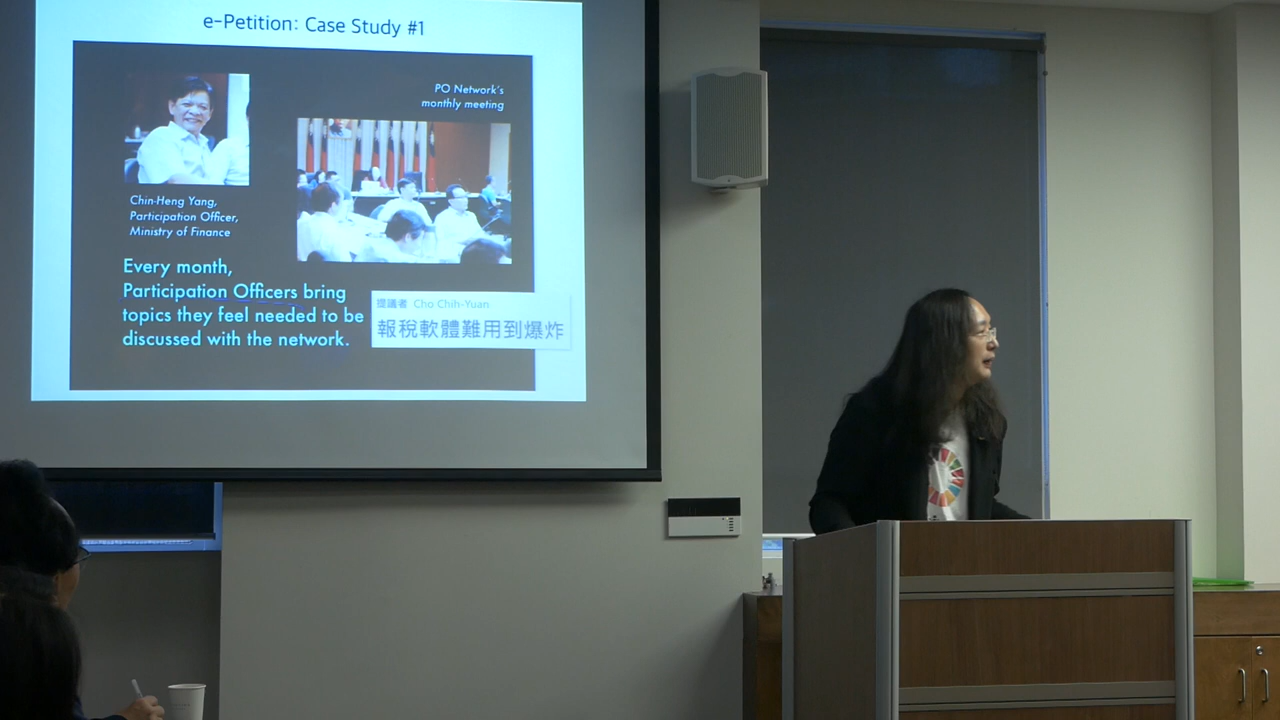 e-Petition: Case Study #1
PO Network's
monthly meeting
Chin-Heng Yang,
Participation Officer,
Ministry of Finance
Every month,
Participation Officers bring
topics they feel needed to be
discussed with the network.
提議者 Cho Chih-Yuan
報稅軟體難用到爆炸